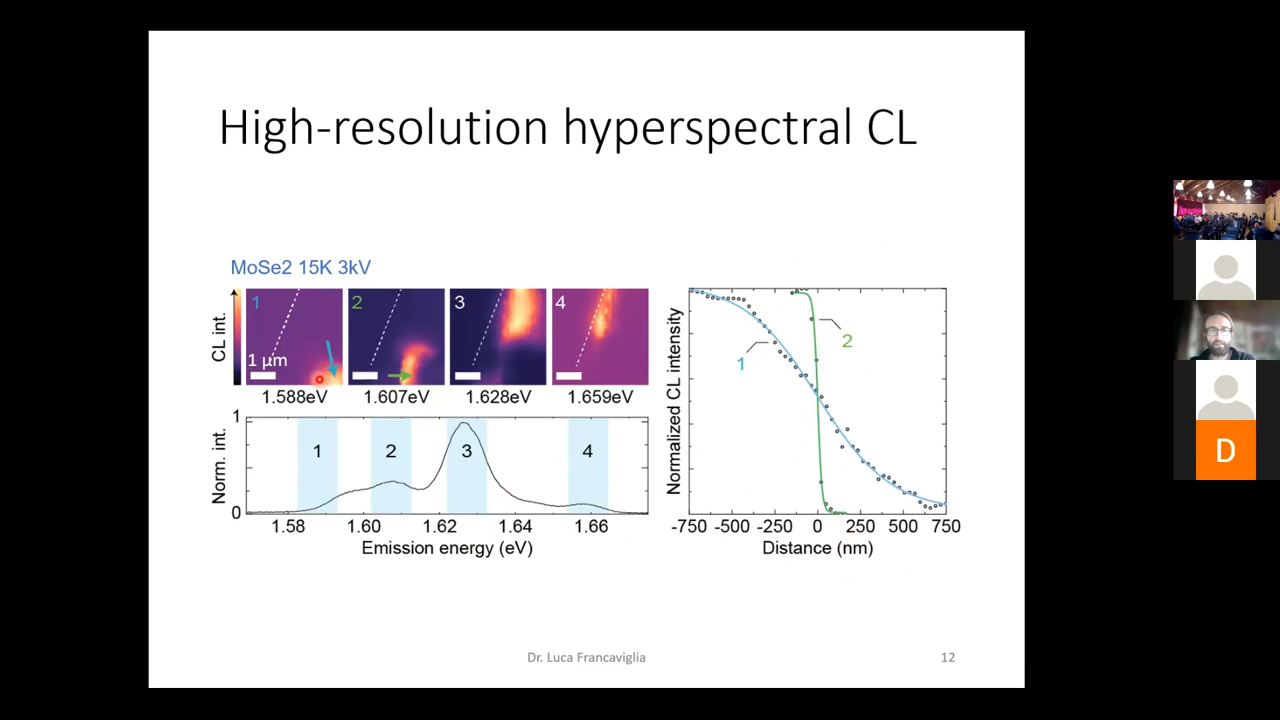 High-resolution hyperspectral CL
MoSe2 15K 3kV
CL int.
1
2
3
4
1 μm
1.588eV
1.607eV
1.628eV
1.659eV
Norm. int.
1
0
1
2
3
4
1.58
1.60
1.62
1.64
1.66
Emission energy (eV)
Normalized CL intensity
1
2
-750
-500
-250
0
250
500
750
Distance (nm)
Dr. Luca Francaviglia
12
D